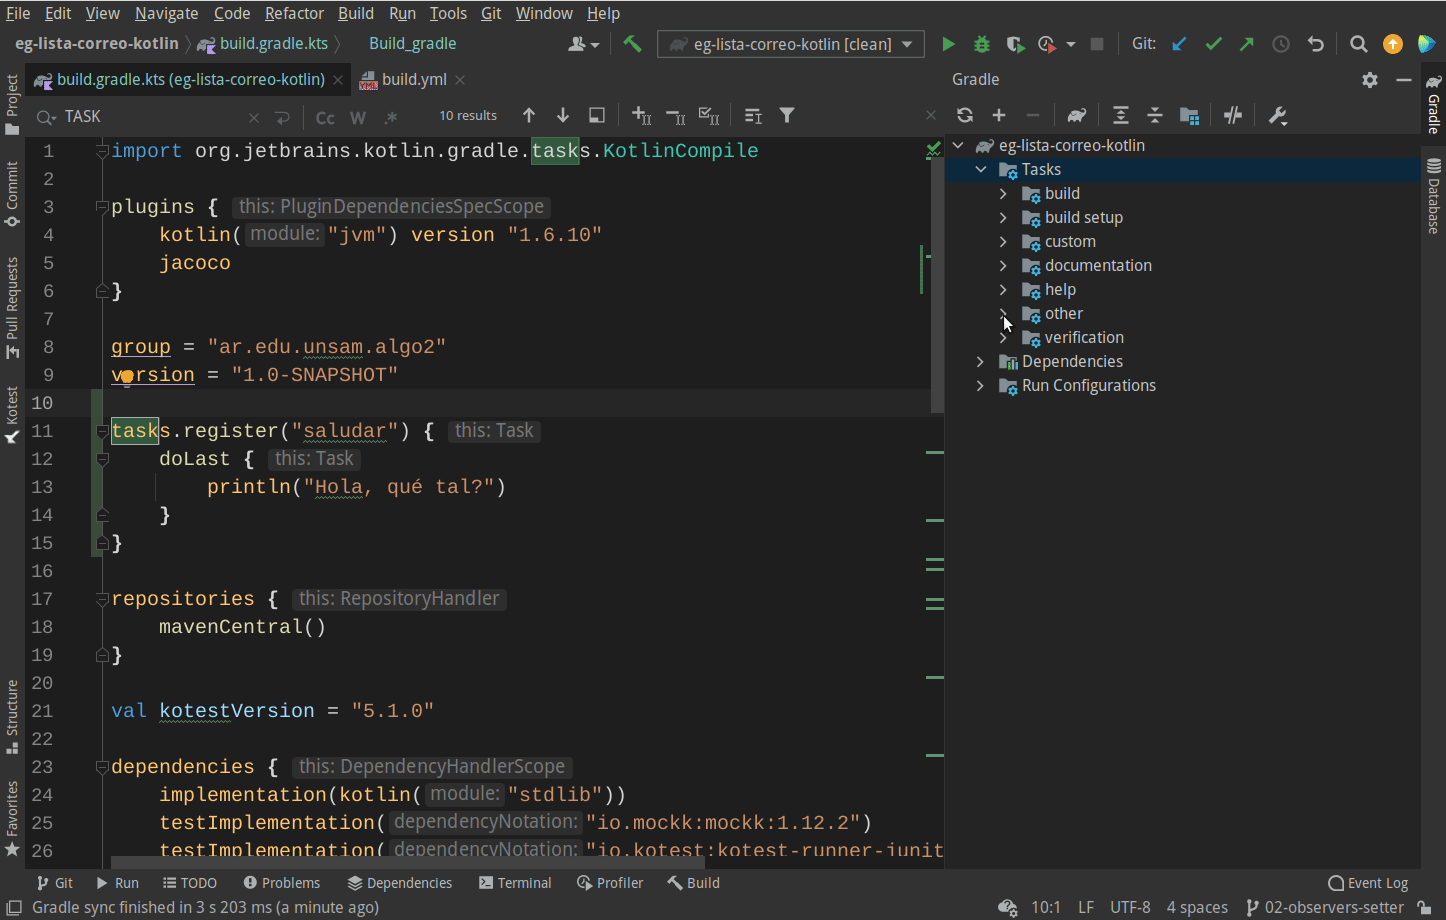 File Edit View Navigate Code Refactor Build Run Tools Git Window Help
eg-lista-correo-kotlin build.gradle.kts Build_gradle eg-lista-correo-kotlin [clean] Git:
build.gradle.kts (eg-lista-correo-kotlin) build.yml
TASK Cc W .* 10 results
1 import org.jetbrains.kotlin.gradle.tasks.KotlinCompile
2
3 plugins { this: PluginDependenciesSpecScope
4 kotlin( module: "jvm") version "1.6.10"
5 jacoco
6 }
7
8 group = "ar.edu.unsam.algo2"
9 version = "1.0-SNAPSHOT"
10
11 tasks.register("saludar") { this: Task
12 doLast { this: Task
13 println("Hola, qué tal?")
14 }
15 }
16
17 repositories { this: RepositoryHandler
18 mavenCentral()
19 }
20
21 val kotestVersion = "5.1.0"
22
23 dependencies { this: DependencyHandlerScope
24 implementation(kotlin( module: "stdlib"))
25 testImplementation( dependencyNotation: "io.mockk:mockk:1.12.2")
26 testImplementation( dependencyNotation: "io.kotest:kotest-runner-junit
Gradle
eg-lista-correo-kotlin
Tasks
build
build setup
custom
documentation
help
other
verification
Dependencies
Run Configurations
Project
Commit
Pull Requests
Kotest
Structure
Favorites
Gradle
Database
Git Run TODO Problems Dependencies Terminal Profiler Build Event Log
Gradle sync finished in 3 s 203 ms (a minute ago) 10:1 LF UTF-8 4 spaces 02-observers-setter